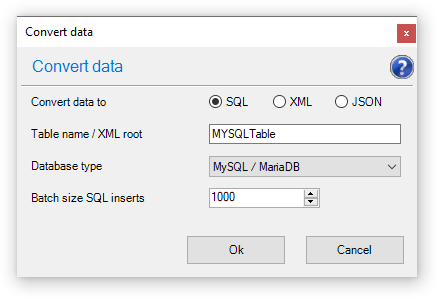 Convert data
x
Convert data
?
Convert data to SQL XML JSON
Table name / XML root MYSQLTable
Database type MySQL / MariaDB
Batch size SQL inserts 1000
Ok Cancel